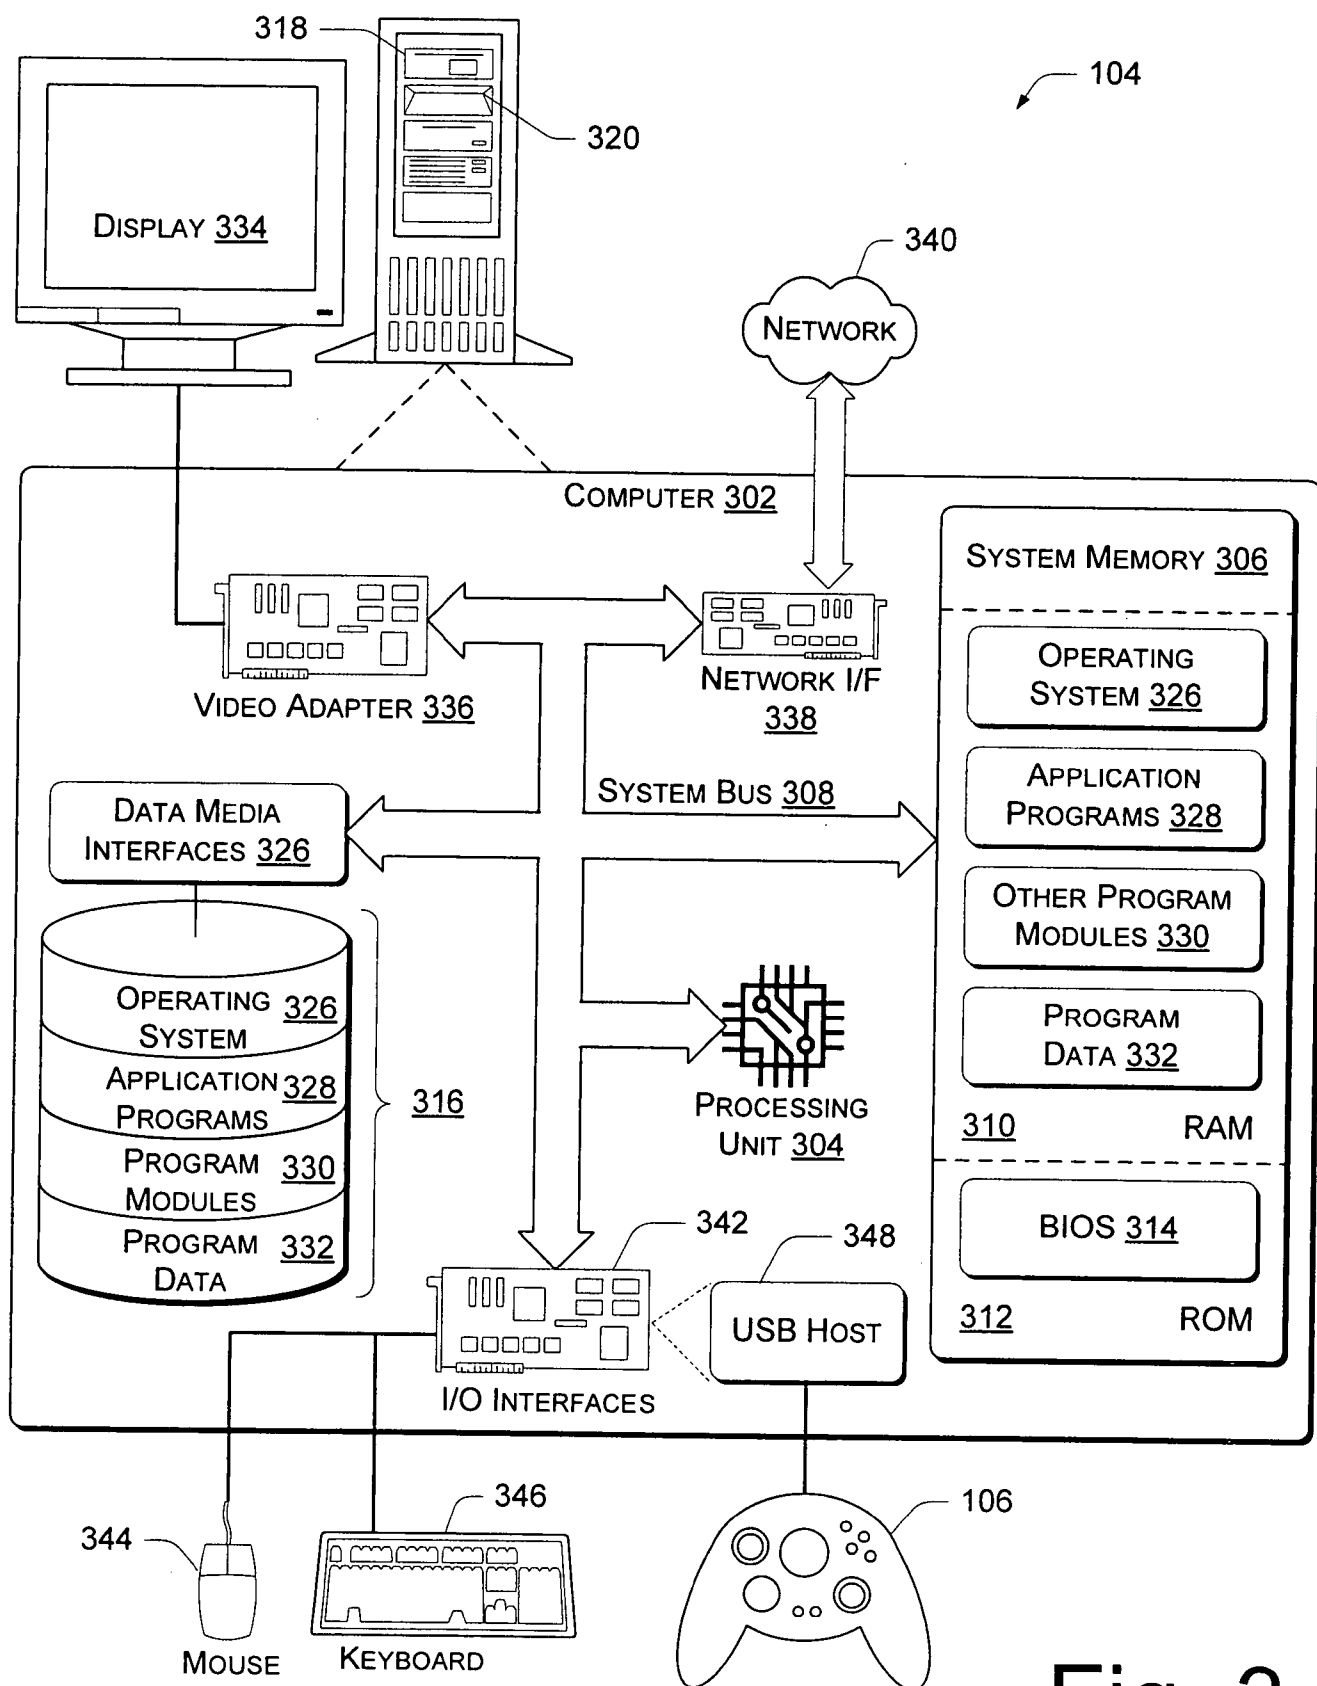 318
104
320
DISPLAY 334
340
NETWORK
COMPUTER 302
SYSTEM MEMORY 306
OPERATING
SYSTEM 326
VIDEO ADAPTER 336
NETWORK I/F
338
APPLICATION
PROGRAMS 328
SYSTEM BUS 308
DATA MEDIA
INTERFACES 326
OTHER PROGRAM
MODULES 330
OPERATING
SYSTEM
326
PROGRAM
DATA 332
APPLICATION
PROGRAMS
328
316
PROCESSING
UNIT 304
310
RAM
PROGRAM
MODULES
330
BIOS 314
342
348
PROGRAM
DATA
332
USB HOST
312
ROM
I/O INTERFACES
346
106
344
MOUSE
KEYBOARD